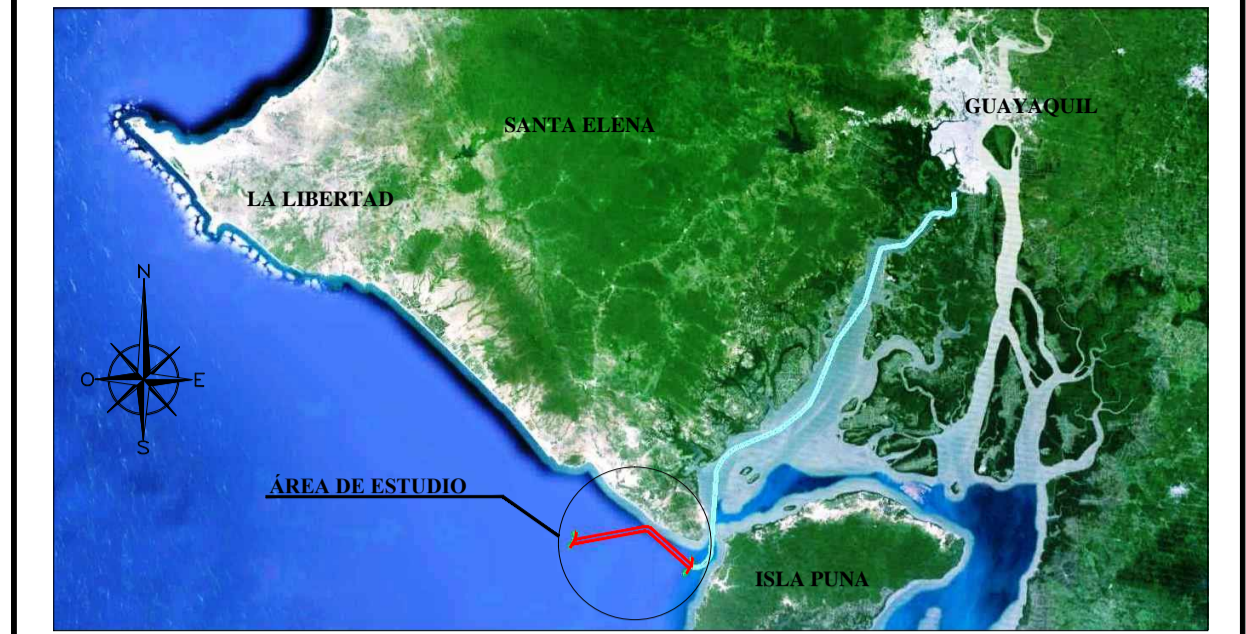 GUAYAQUIL
SANTA ELENA
LA LIBERTAD
N
O
E
S
ÁREA DE ESTUDIO
ISLA PUNA